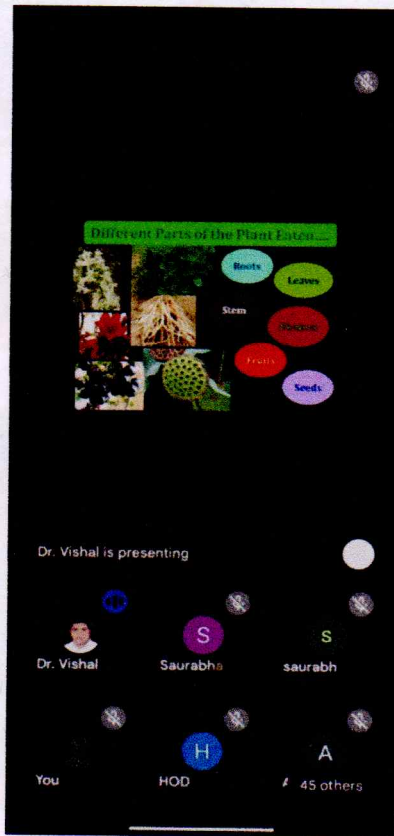 Different Parts of the Plant Eaten....
Roots
Leaves
Stem
Fruits
Seeds
Dr. Vishal is presenting
S
s
Dr. Vishal
Saurabha
saurabh
H
A
You
HOD
45 others